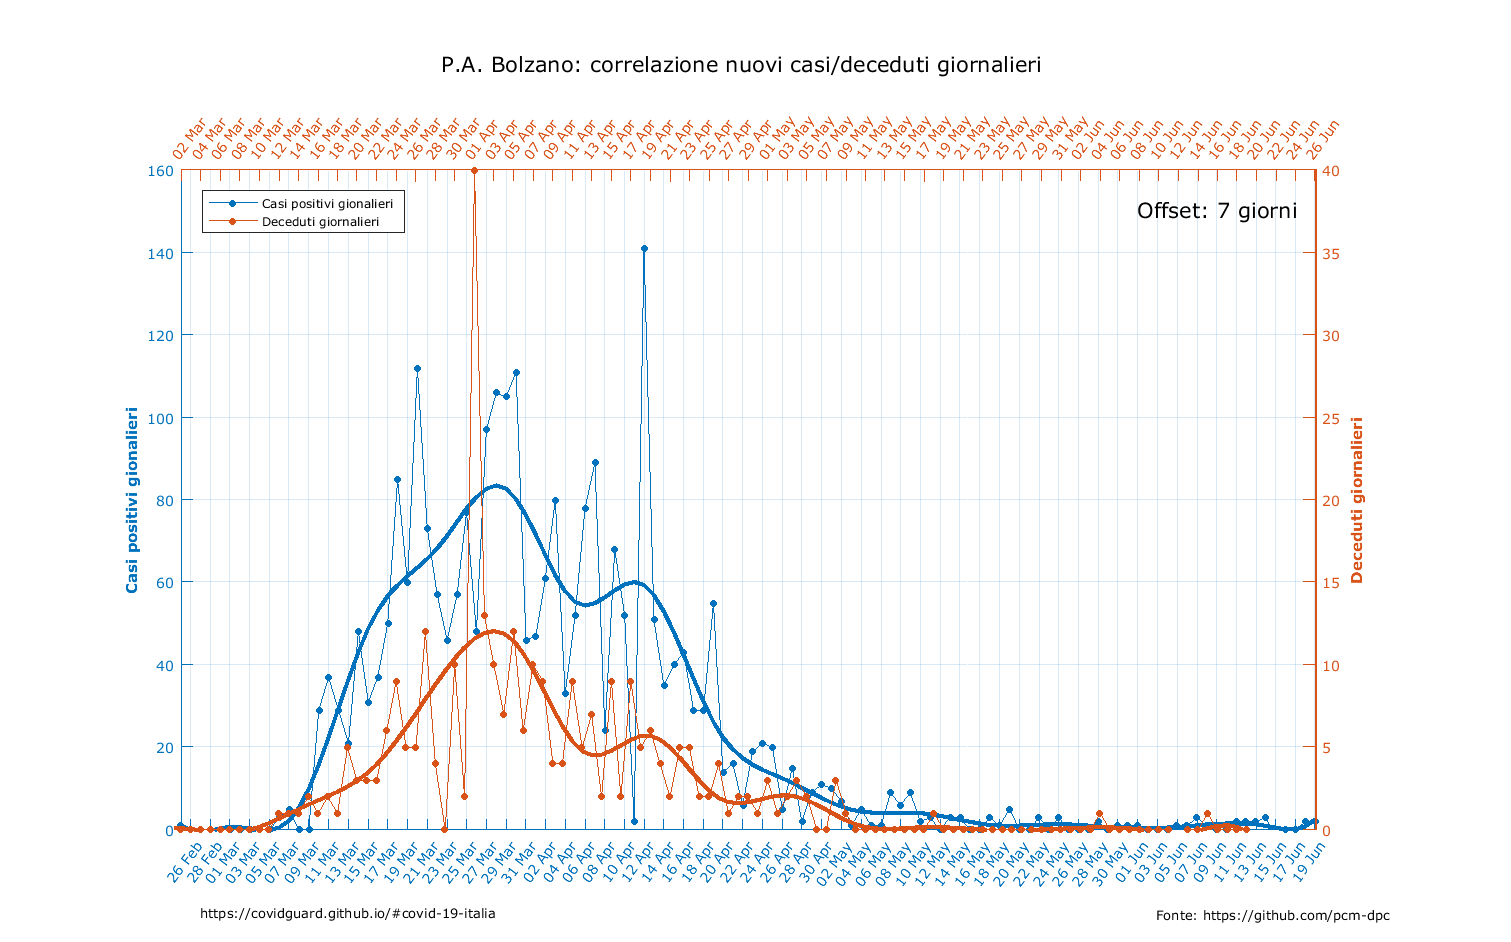 P.A. Bolzano: correlazione nuovi casi/deceduti giornalieri
02 Mar
04 Mar
06 Mar
08 Mar
10 Mar
12 Mar
14 Mar
16 Mar
18 Mar
20 Mar
22 Mar
24 Mar
26 Mar
28 Mar
30 Mar
01 Apr
03 Apr
05 Apr
07 Apr
09 Apr
11 Apr
13 Apr
15 Apr
17 Apr
19 Apr
21 Apr
23 Apr
25 Apr
27 Apr
29 Apr
01 May
03 May
05 May
07 May
09 May
11 May
13 May
15 May
17 May
19 May
21 May
23 May
25 May
27 May
29 May
31 May
02 Jun
04 Jun
06 Jun
08 Jun
10 Jun
12 Jun
14 Jun
16 Jun
18 Jun
20 Jun
22 Jun
24 Jun
26 Jun
Casi positivi gionalieri
Deceduti giornalieri
Offset: 7 giorni
160
140
120
100
80
60
40
20
0
Casi positivi gionalieri
40
35
30
25
20
15
10
5
0
Deceduti giornalieri
26 Feb
28 Feb
01 Mar
03 Mar
05 Mar
07 Mar
09 Mar
11 Mar
13 Mar
15 Mar
17 Mar
19 Mar
21 Mar
23 Mar
25 Mar
27 Mar
29 Mar
31 Mar
02 Apr
04 Apr
06 Apr
08 Apr
10 Apr
12 Apr
14 Apr
16 Apr
18 Apr
20 Apr
22 Apr
24 Apr
26 Apr
28 Apr
30 Apr
02 May
04 May
06 May
08 May
10 May
12 May
14 May
16 May
18 May
20 May
22 May
24 May
26 May
28 May
30 May
01 Jun
03 Jun
05 Jun
07 Jun
09 Jun
11 Jun
13 Jun
15 Jun
17 Jun
19 Jun
https://covidguard.github.io/#covid-19-italia
Fonte: https://github.com/pcm-dpc